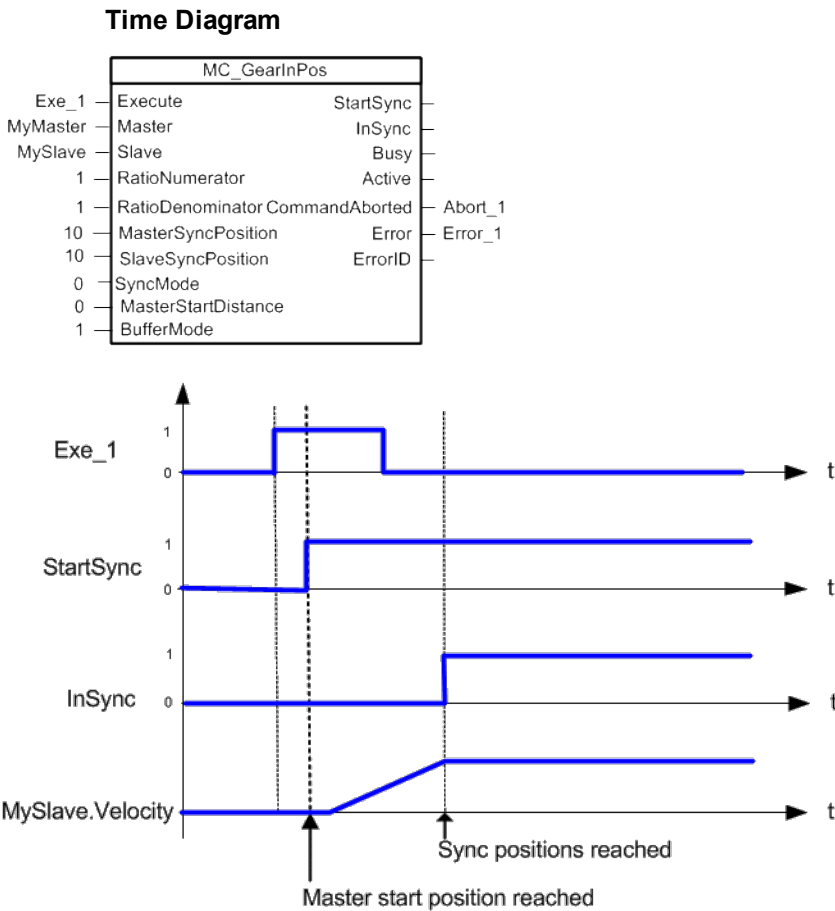 Time Diagram
MC_GearInPos
Exe_1 Execute StartSync
MyMaster Master InSync
MySlave Slave Busy
1 RatioNumerator Active
1 RatioDenominator CommandAborted Abort_1
10 MasterSyncPosition Error Error_1
10 SlaveSyncPosition ErrorID
0 SyncMode
0 MasterStartDistance
1 BufferMode
1
Exe_1
0 t
1
StartSync
0 t
1
InSync 0 t
MySlave.Velocity t
Sync positions reached
Master start position reached